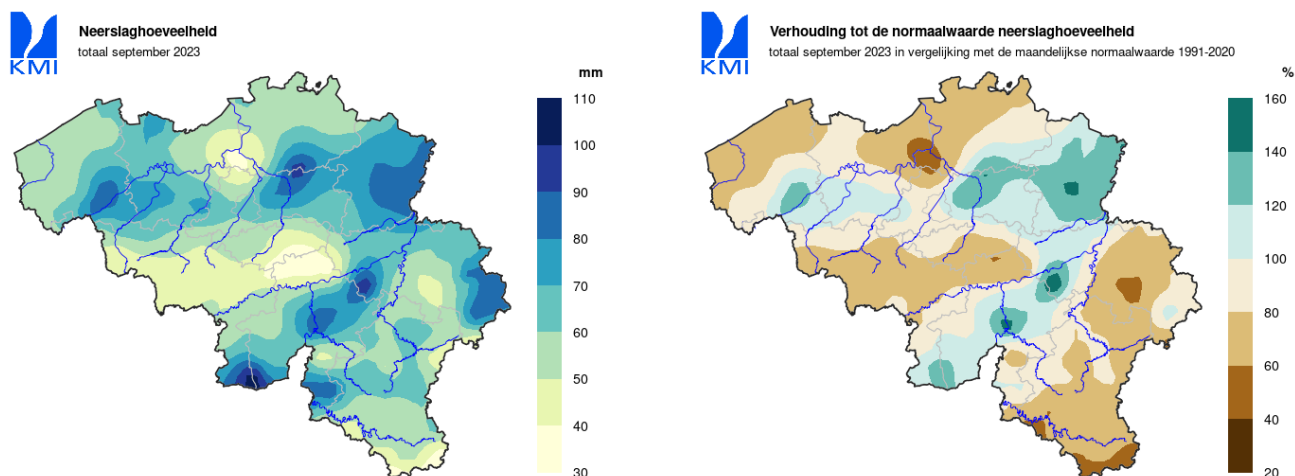 KMI
Neerslaghoeveelheid
totaal september 2023
mm
110
100
90
80
70
60
50
40
30
KMI
Verhouding tot de normaalwaarde neerslaghoeveelheid
totaal september 2023 in vergelijking met de maandelijkse normaalwaarde 1991-2020
%
160
140
120
100
80
60
40
20